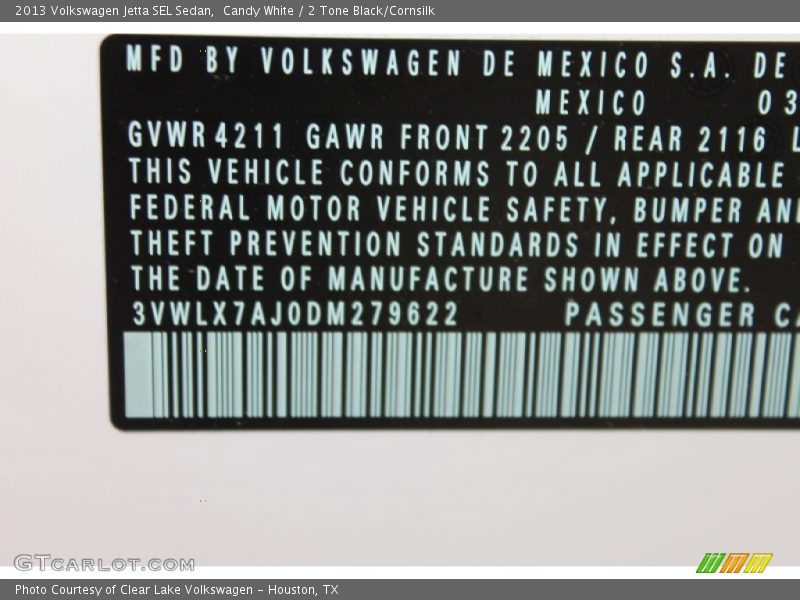 2013 Volkswagen Jetta SEL Sedan,  Candy White / 2 Tone Black/Cornsilk
MFD BY VOLKSWAGEN DE MEXICO S.A. DE
MEXICO 03
GVWR 4211 GAWR FRONT 2205 / REAR 2116 L
THIS VEHICLE CONFORMS TO ALL APPLICABLE
FEDERAL MOTOR VEHICLE SAFETY, BUMPER AN
THEFT PREVENTION STANDARDS IN EFFECT ON
THE DATE OF MANUFACTURE SHOWN ABOVE.
3VWLX7AJ0DM279622 PASSENGER CA
GTCARLOT.COM
Photo Courtesy of Clear Lake Volkswagen – Houston, TX